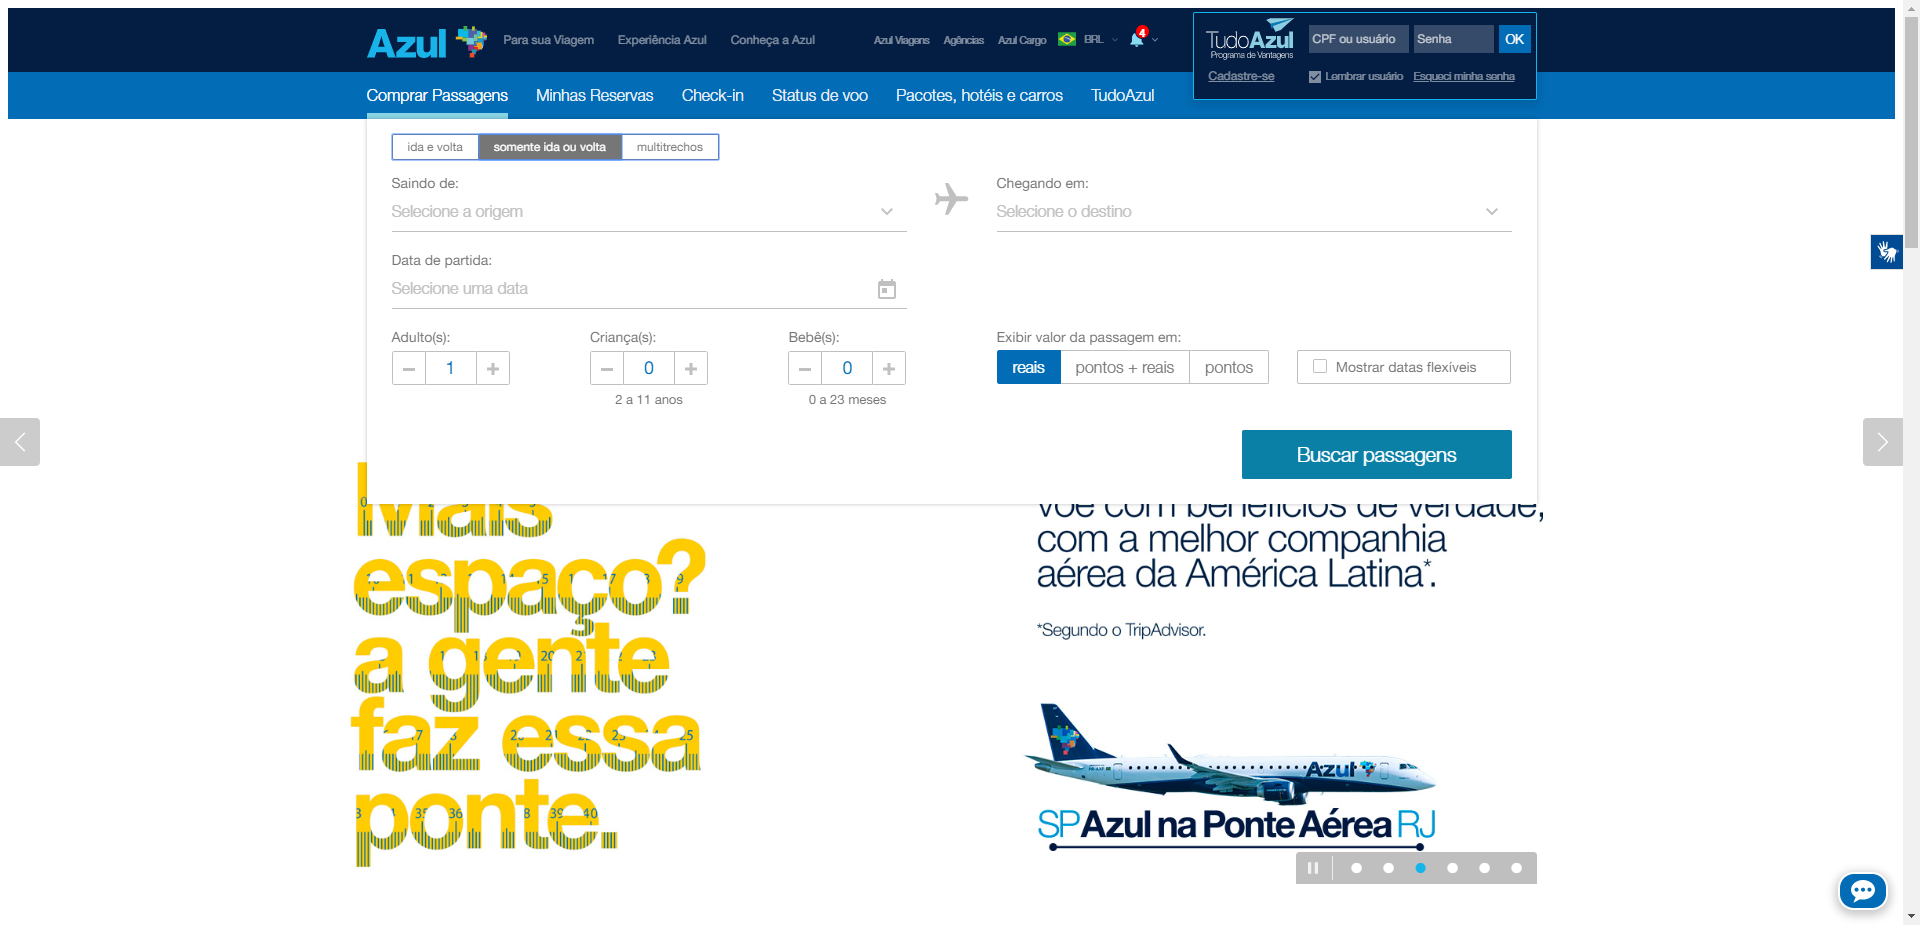 Azul
Para sua Viagem
Experiência Azul
Conheça a Azul
Azul Viagens
Agências
Azul Cargo
BRL
4
TudoAzul
Programa de Vantagens
CPF ou usuário
Senha
OK
Cadastre-se
Lembrar usuário
Esqueci minha senha
Comprar Passagens
Minhas Reservas
Check-in
Status de voo
Pacotes, hotéis e carros
TudoAzul
ida e volta
somente ida ou volta
multitrechos
Saindo de:
Chegando em:
Selecione a origem
Selecione o destino
Data de partida:
Selecione uma data
Adulto(s):
Criança(s):
Bebê(s):
Exibir valor da passagem em:
1
0
0
reais
pontos + reais
pontos
Mostrar datas flexíveis
2 a 11 anos
0 a 23 meses
Buscar passagens
Mais
espaço?
a gente
faz essa
ponte.
voe com benefícios de verdade,
com a melhor companhia
aérea da América Latina*.
*Segundo o TripAdvisor.
Azul
SP Azul na Ponte Aérea RJ